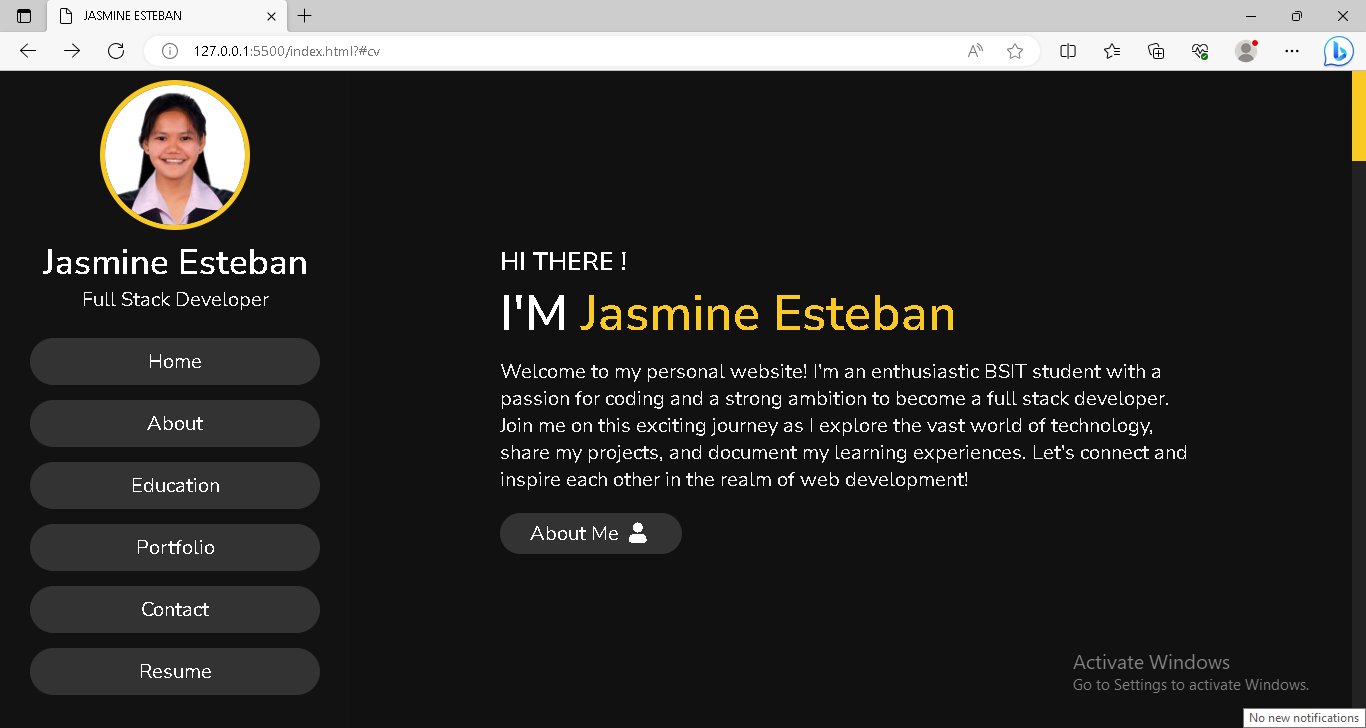 JASMINE ESTEBAN
127.0.0.1:5500/index.html?#cv
Jasmine Esteban
Full Stack Developer
Home
About
Education
Portfolio
Contact
Resume
HI THERE !
I'M Jasmine Esteban
Welcome to my personal website! I'm an enthusiastic BSIT student with a
passion for coding and a strong ambition to become a full stack developer.
Join me on this exciting journey as I explore the vast world of technology,
share my projects, and document my learning experiences. Let's connect and
inspire each other in the realm of web development!
About Me
Activate Windows
Go to Settings to activate Windows.
No new notifications